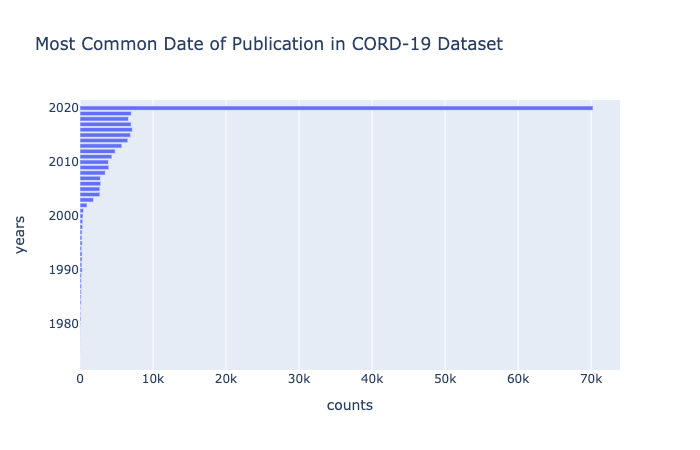 Most Common Date of Publication in CORD-19 Dataset
2020
2010
2000
1990
1980
years
0 10k 20k 30k 40k 50k 60k 70k
counts